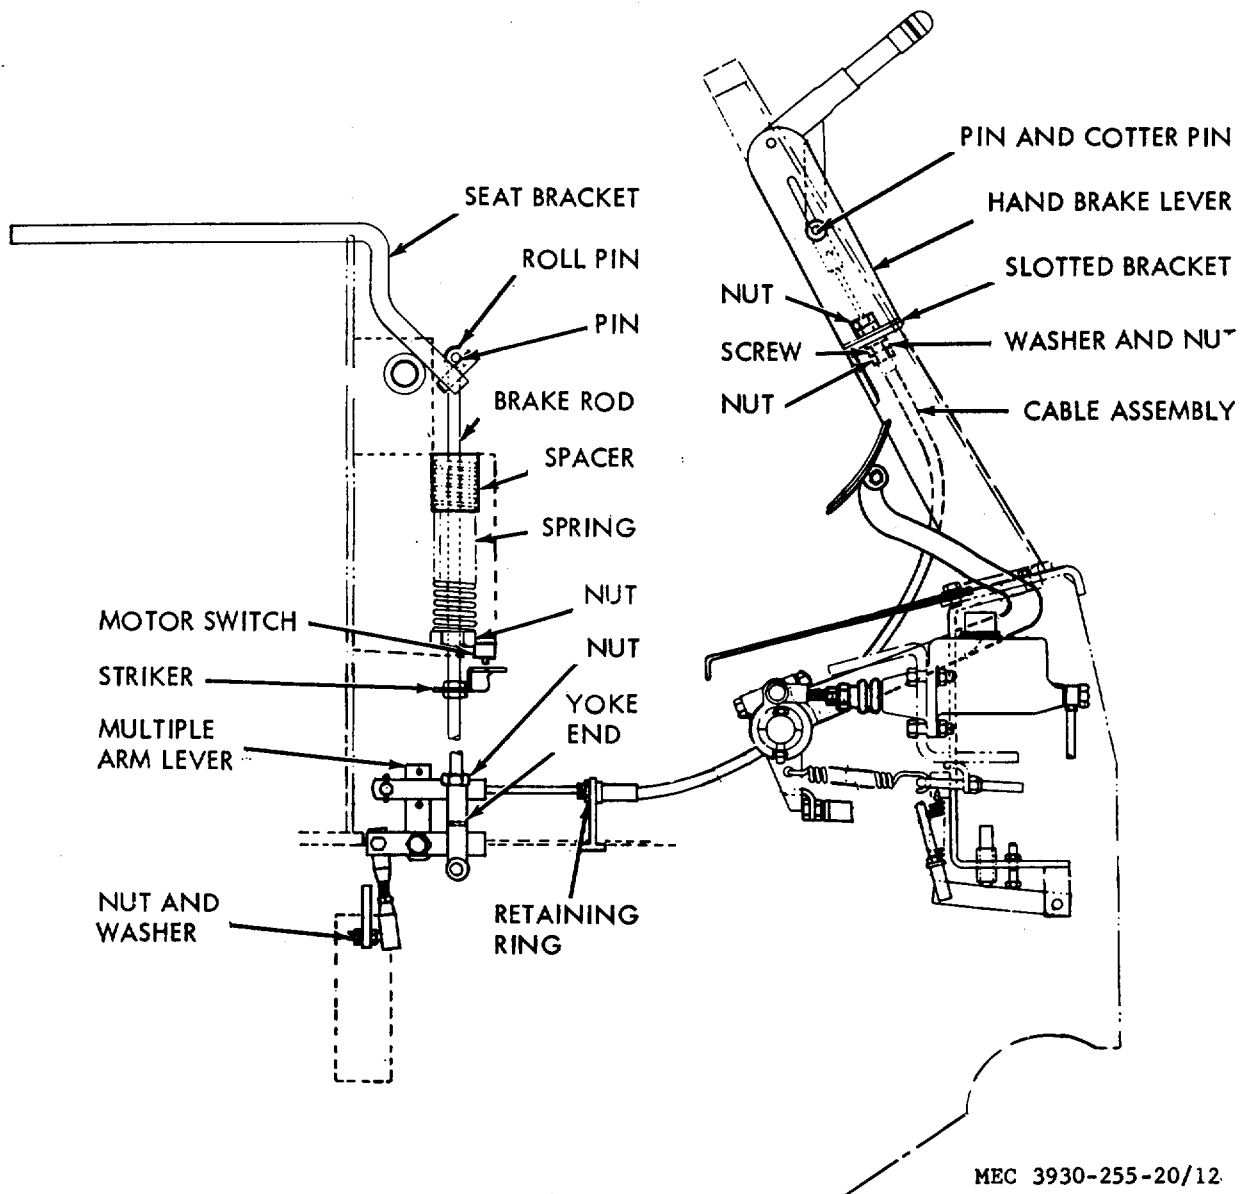 PIN AND COTTER PIN
SEAT BRACKET
HAND BRAKE LEVER
ROLL PIN
SLOTTED BRACKET
NUT
PIN
SCREW
WASHER AND NUT
NUT
BRAKE ROD
CABLE ASSEMBLY
SPACER
SPRING
NUT
MOTOR SWITCH
NUT
STRIKER
YOKE
END
MULTIPLE
ARM LEVER
NUT AND
WASHER
RETAINING
RING
MEC 3930-255-20/12